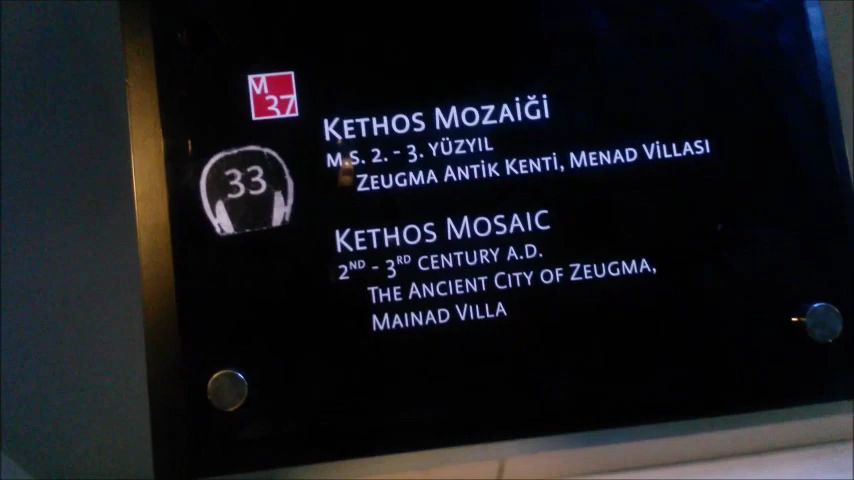 M
37
33
KETHOS MOZAİĞİ
M.S. 2. - 3. YÜZYIL
ZEUGMA ANTİK KENTİ, MENAD VİLLASI
KETHOS MOSAIC
2ND - 3RD CENTURY A.D.
THE ANCIENT CITY OF ZEUGMA,
MAINAD VILLA